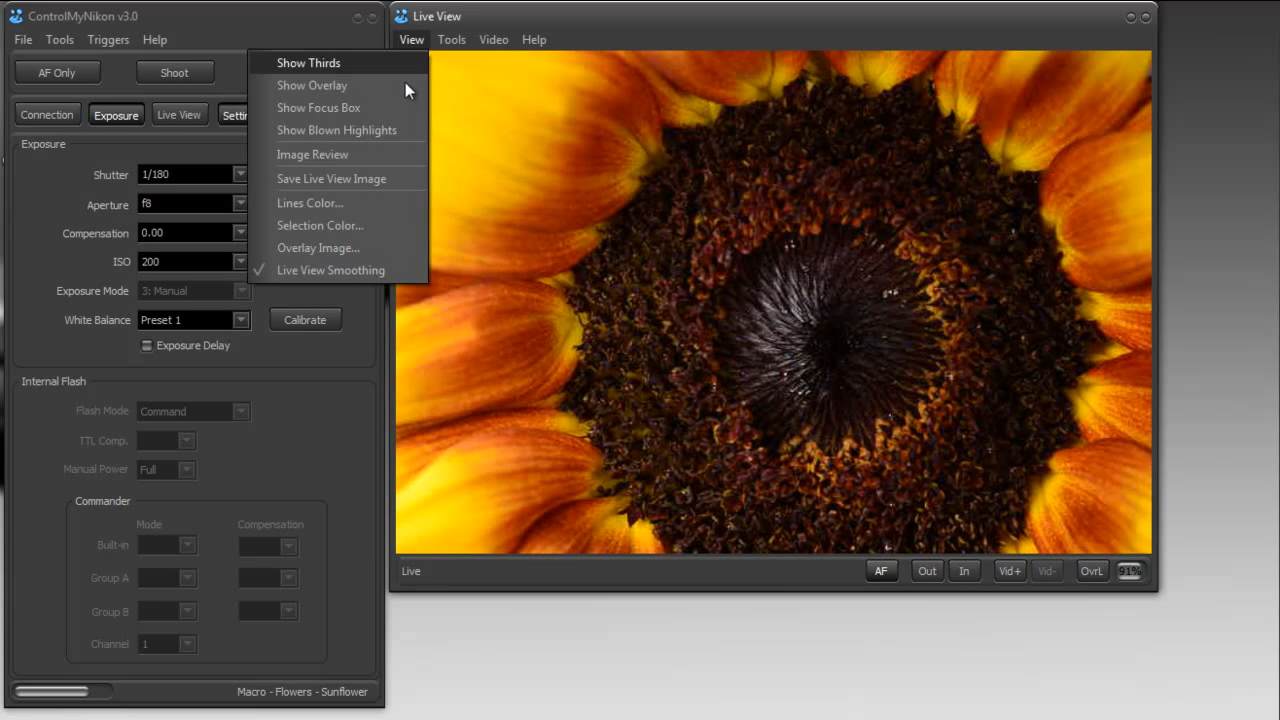 ControlMyNikon v3.0
File Tools Triggers Help
AF Only Shoot
Connection Exposure Live View Settin
Exposure
Shutter 1/180
Aperture f8
Compensation 0.00
ISO 200
Exposure Mode 3: Manual
White Balance Preset 1 Calibrate
Exposure Delay
Internal Flash
Flash Mode Command
TTL Comp.
Manual Power Full
Commander
Mode Compensation
Built-in
Group A
Group B
Channel 1
Macro - Flowers - Sunflower
Live View
View Tools Video Help
Show Thirds
Show Overlay
Show Focus Box
Show Blown Highlights
Image Review
Save Live View Image
Lines Color...
Selection Color...
Overlay Image...
Live View Smoothing
Live AF Out In Vid+ Vid- OvrL 91%